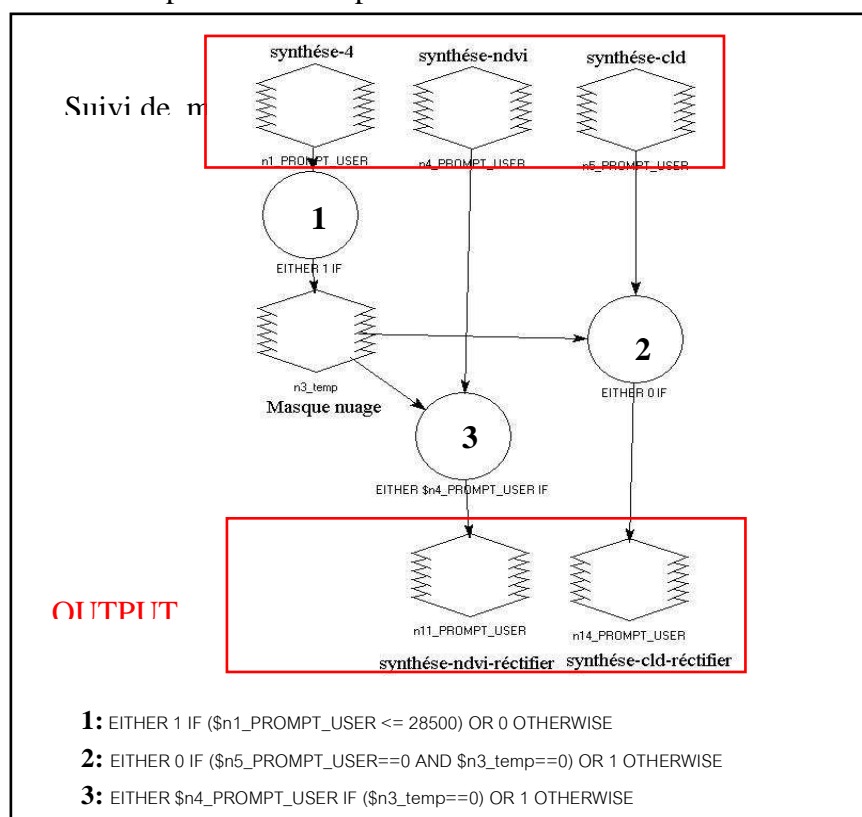 synthése-4 synthése-ndvi synthése-cld
Suivi de m
n1_PROMPT_USER n4_PROMPT_USER n5_PROMPT_USER
1
EITHER 1 IF
2
n3_temp
EITHER 0 IF
Masque nuage
3
EITHER $n4_PROMPT_USER IF
OUTPUT
n11_PROMPT_USER n14_PROMPT_USER
synthése-ndvi-réctifier synthése-cld-réctifier
1: EITHER 1 IF ($n1_PROMPT_USER <= 28500) OR 0 OTHERWISE
2: EITHER 0 IF ($n5_PROMPT_USER==0 AND $n3_temp==0) OR 1 OTHERWISE
3: EITHER $n4_PROMPT_USER IF ($n3_temp==0) OR 1 OTHERWISE